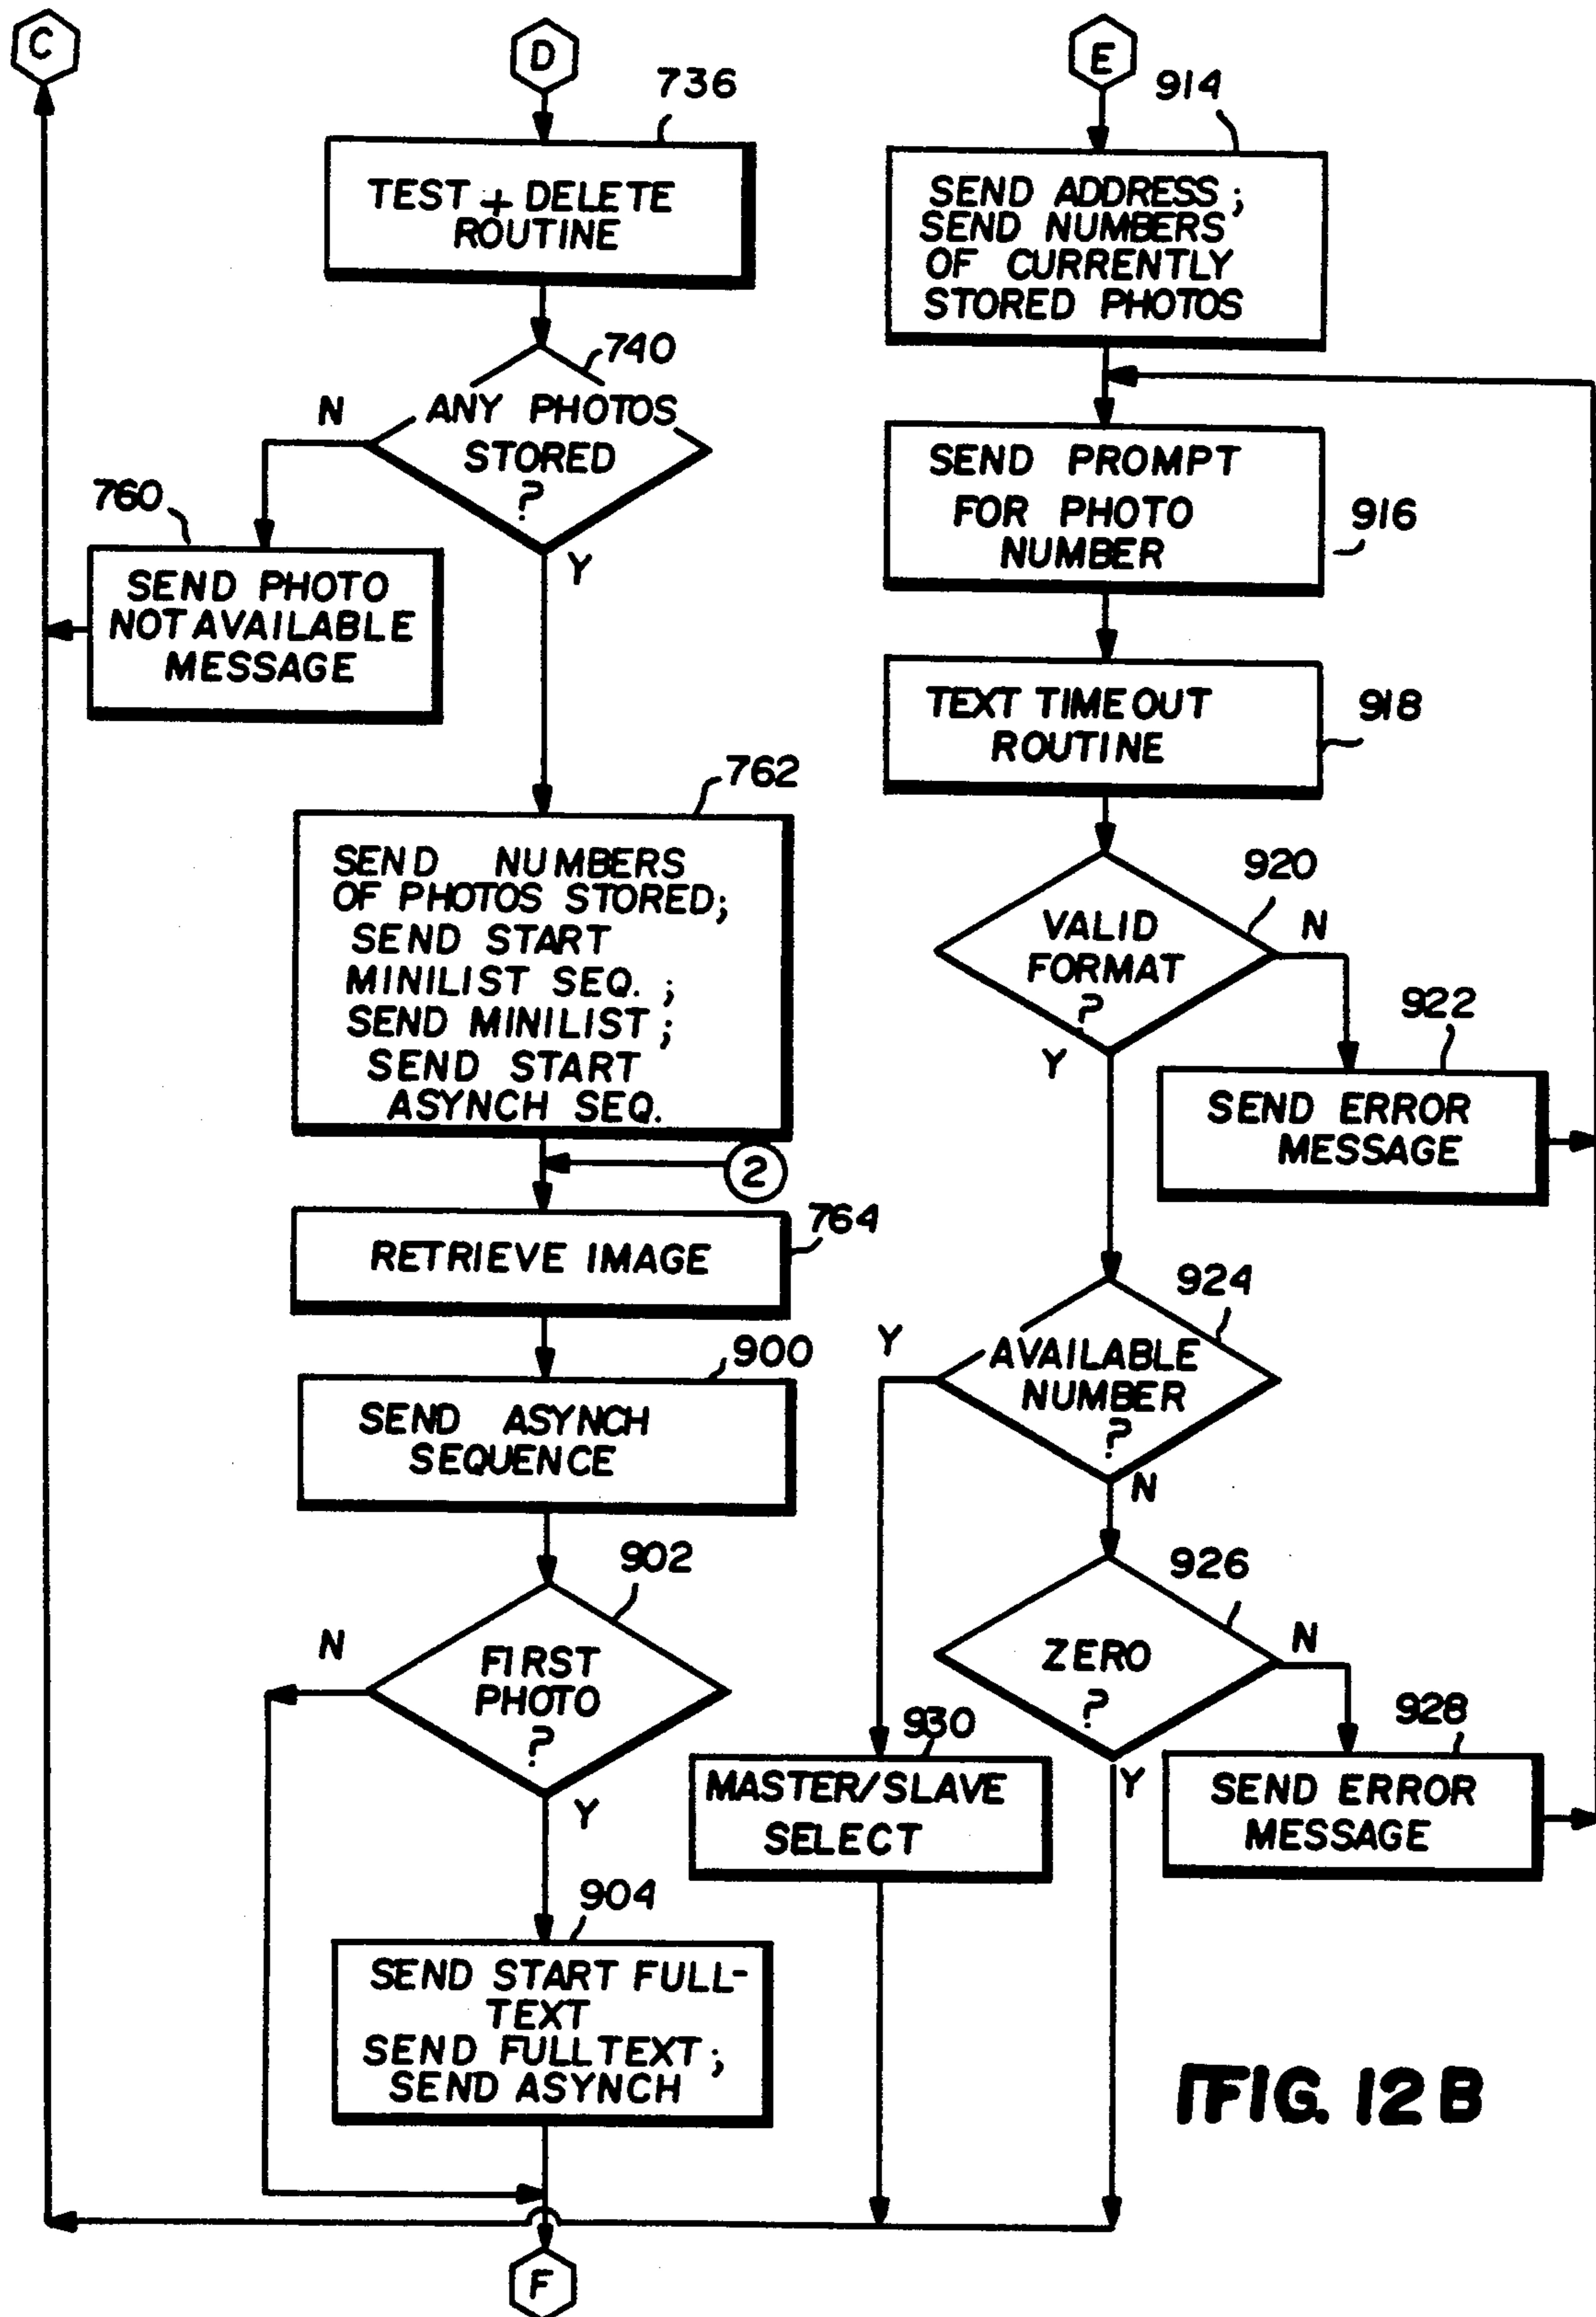 C
D
736
TEST + DELETE
ROUTINE
740
ANY PHOTOS
STORED
?
N
Y
760
SEND PHOTO
NOT AVAILABLE
MESSAGE
762
SEND NUMBERS
OF PHOTOS STORED;
SEND START
MINILIST SEQ. ;
SEND MINILIST ;
SEND START
ASYNCH SEQ.
2
764
RETRIEVE IMAGE
900
SEND ASYNCH
SEQUENCE
902
FIRST
PHOTO
?
N
Y
904
SEND START FULL-
TEXT
SEND FULLTEXT ;
SEND ASYNCH
F
E
914
SEND ADDRESS ;
SEND NUMBERS
OF CURRENTLY
STORED PHOTOS
SEND PROMPT
FOR PHOTO
NUMBER
916
TEXT TIMEOUT
ROUTINE
918
920
VALID
FORMAT
?
N
Y
922
SEND ERROR
MESSAGE
924
AVAILABLE
NUMBER
?
Y
N
926
ZERO
?
N
Y
928
SEND ERROR
MESSAGE
930
MASTER/SLAVE
SELECT
FIG. 12B